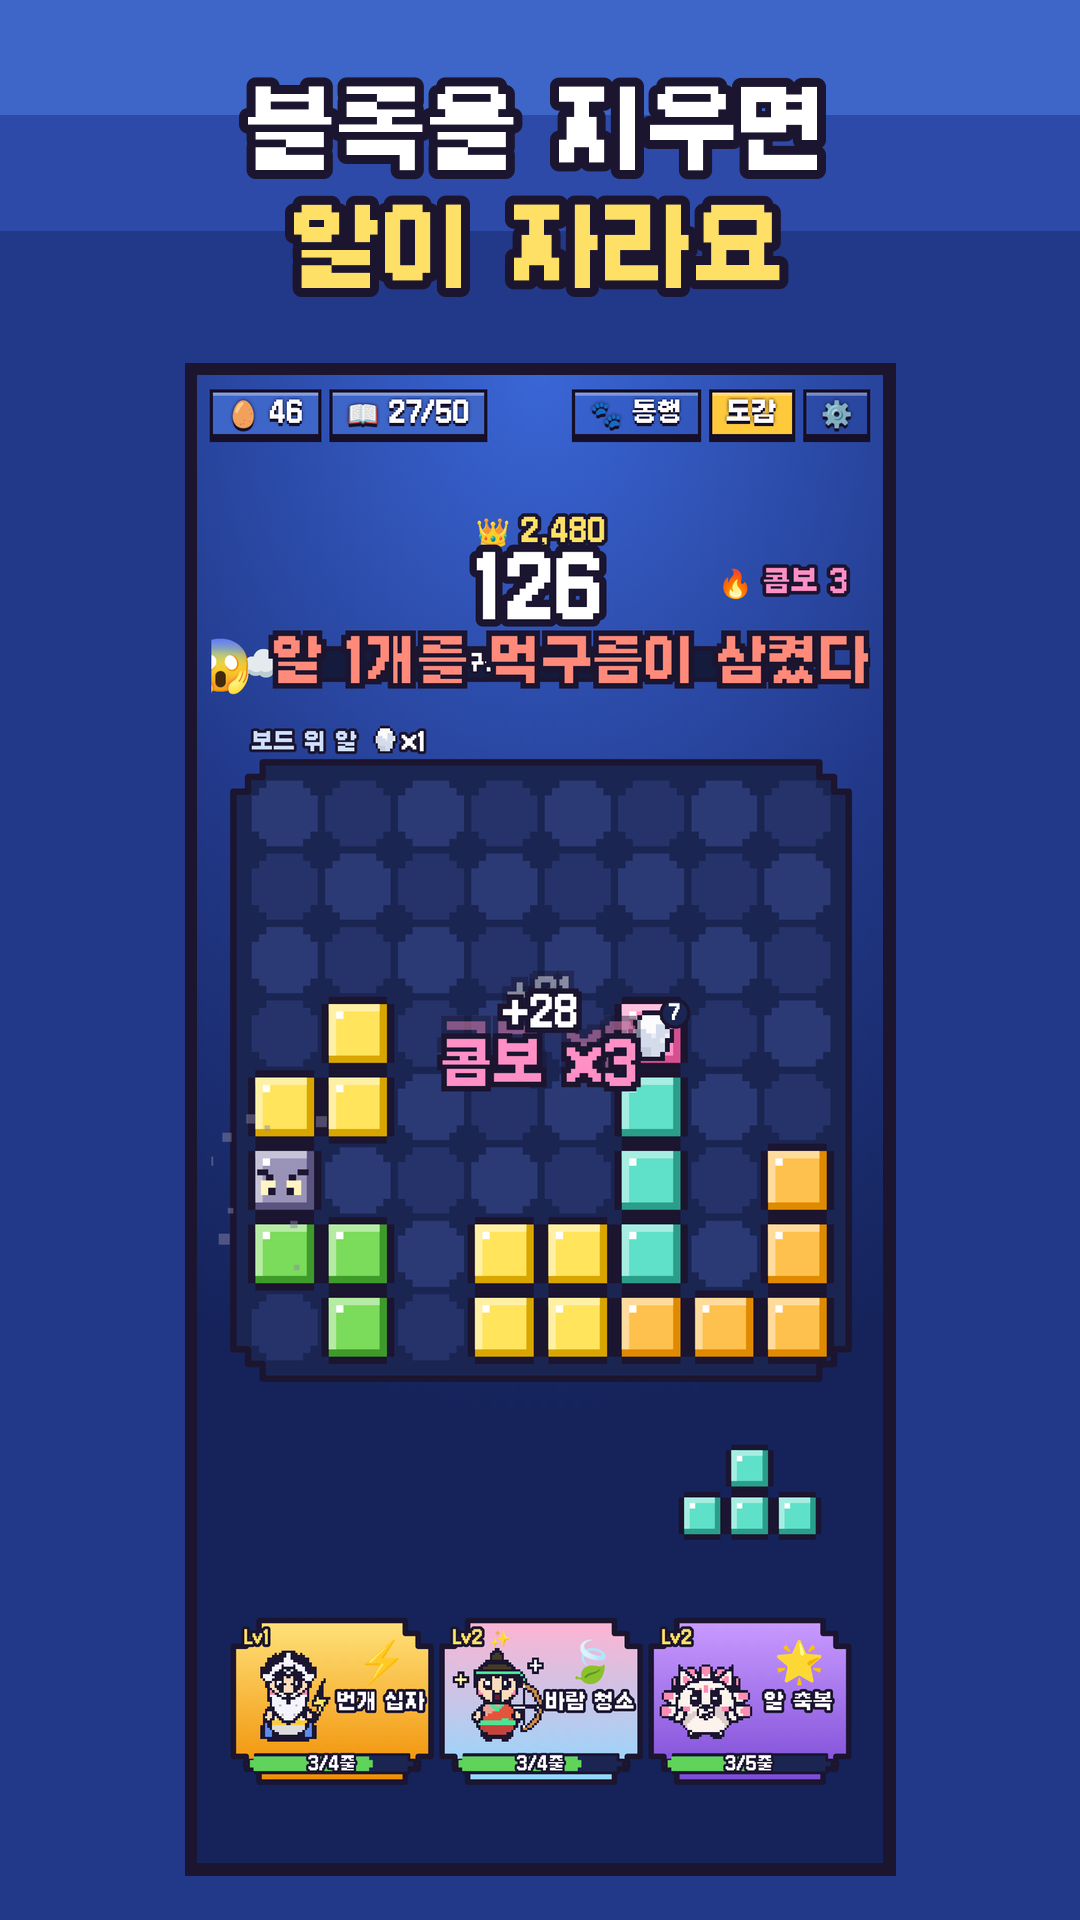 블록을 지우면
알이 자라요
46
27/50
동행
도감
2,480
126
콤보 3
알 1개를 먹구름이 삼켰다
보드 위 알 x1
+28
7
콤보 x3
Lv1
번개 십자
3/4줄
Lv2
바람 청소
3/4줄
Lv2
알 축복
3/5줄